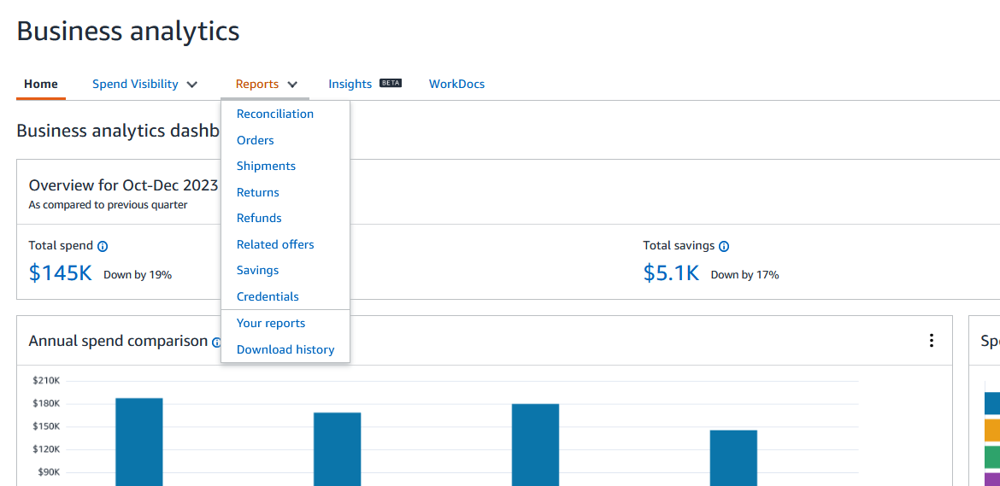 Business analytics
Home Spend Visibility Reports Insights BETA WorkDocs
Reconciliation
Orders
Shipments
Returns
Refunds
Related offers
Savings
Credentials
Your reports
Download history
Business analytics dashb
Overview for Oct-Dec 2023
As compared to previous quarter
Total spend
$145K Down by 19%
Total savings
$5.1K Down by 17%
Annual spend comparison
Spe
$210K
$180K
$150K
$120K
$90K